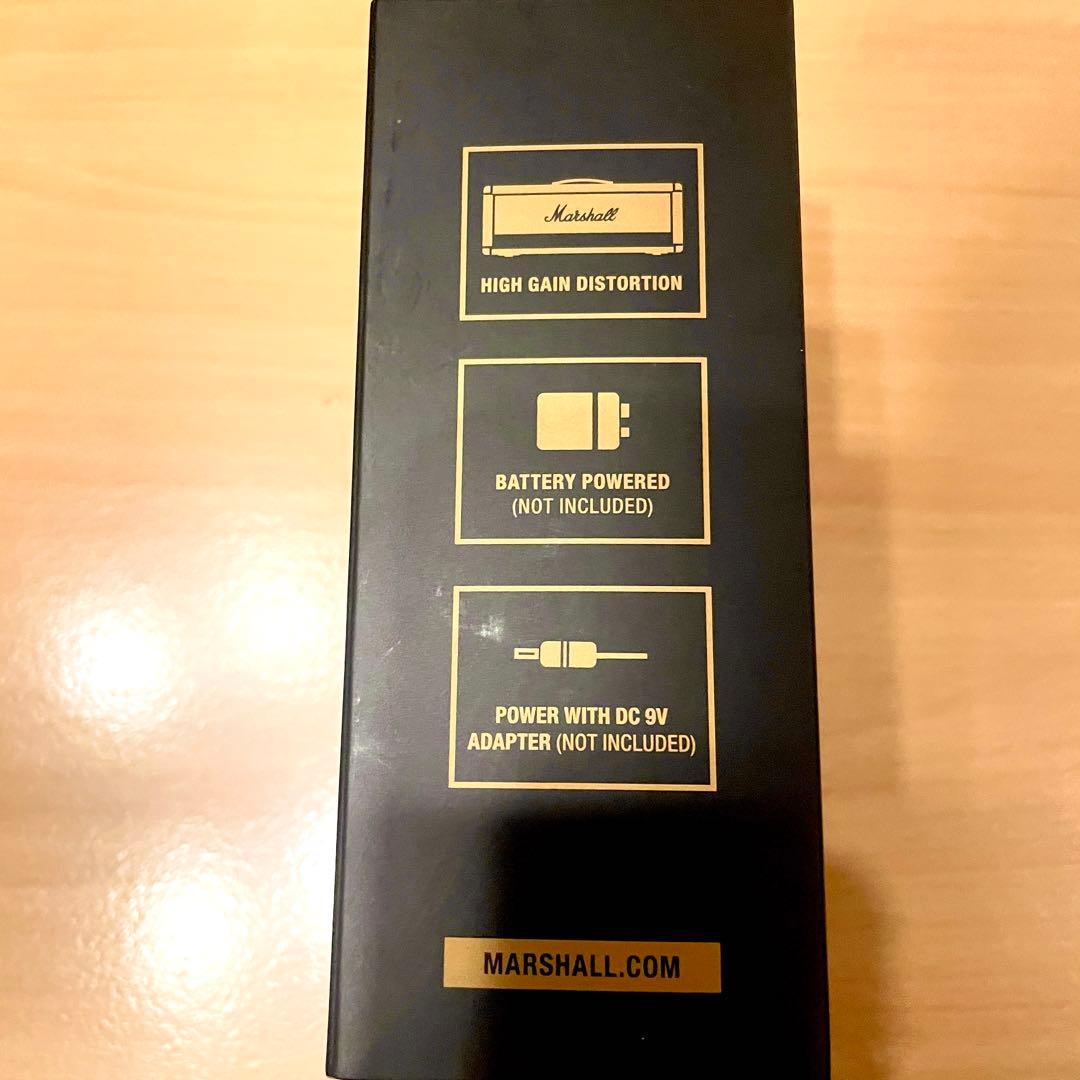 Marshall
HIGH GAIN DISTORTION
BATTERY POWERED
(NOT INCLUDED)
POWER WITH DC 9V
ADAPTER (NOT INCLUDED)
MARSHALL.COM